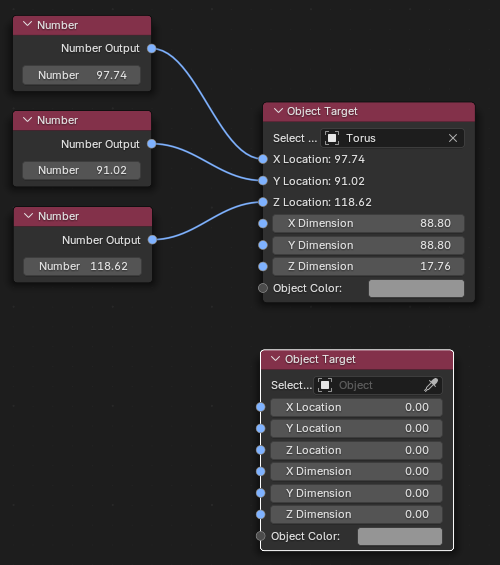 Number
Number Output
Number 97.74
Number
Number Output
Number 91.02
Number
Number Output
Number 118.62
Object Target
Select ... Torus
X Location: 97.74
Y Location: 91.02
Z Location: 118.62
X Dimension 88.80
Y Dimension 88.80
Z Dimension 17.76
Object Color:
Object Target
Select... Object
X Location 0.00
Y Location 0.00
Z Location 0.00
X Dimension 0.00
Y Dimension 0.00
Z Dimension 0.00
Object Color: